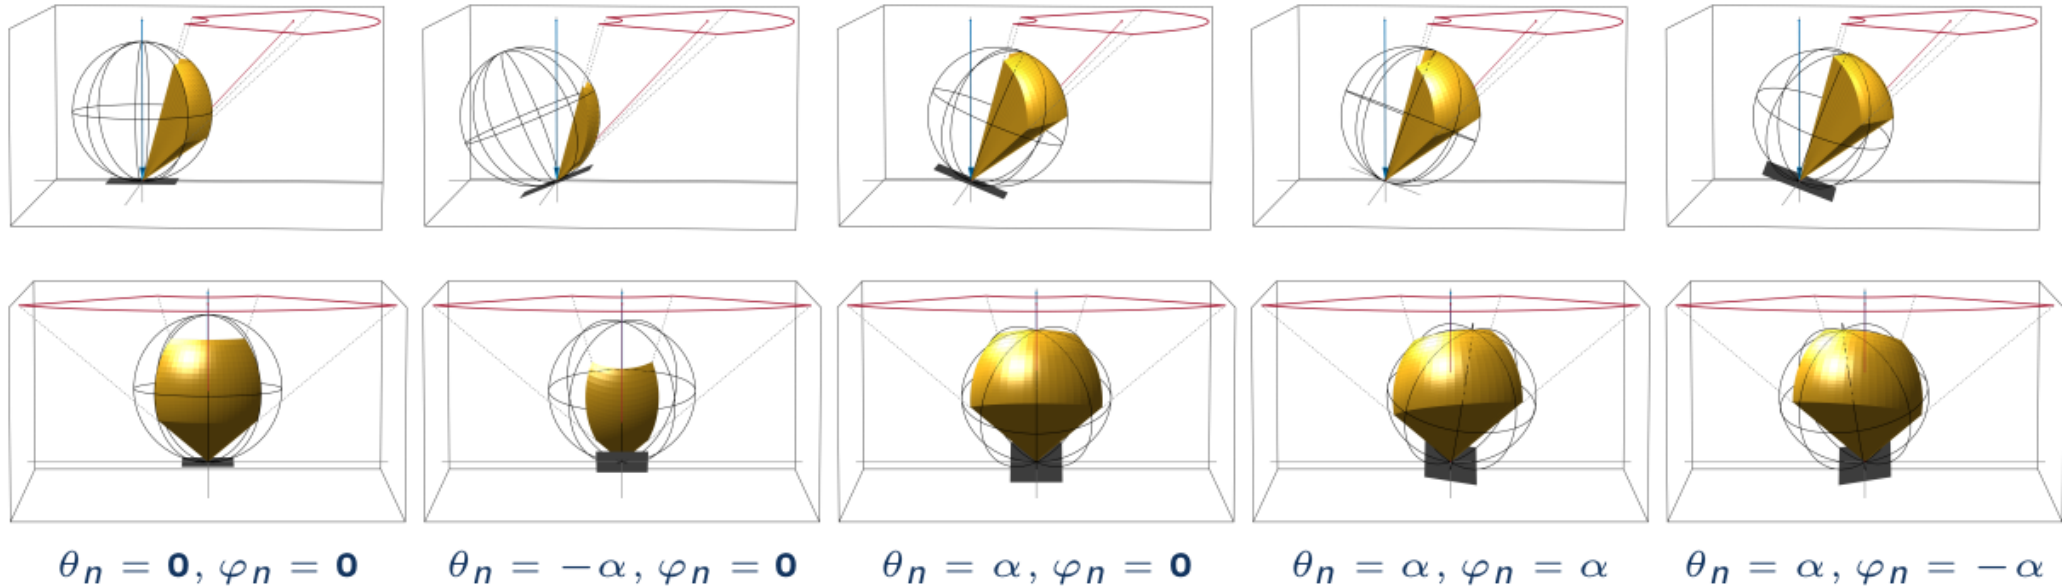 θₙ = 0, φₙ = 0
θₙ = −α, φₙ = 0
θₙ = α, φₙ = 0
θₙ = α, φₙ = α
θₙ = α, φₙ = −α